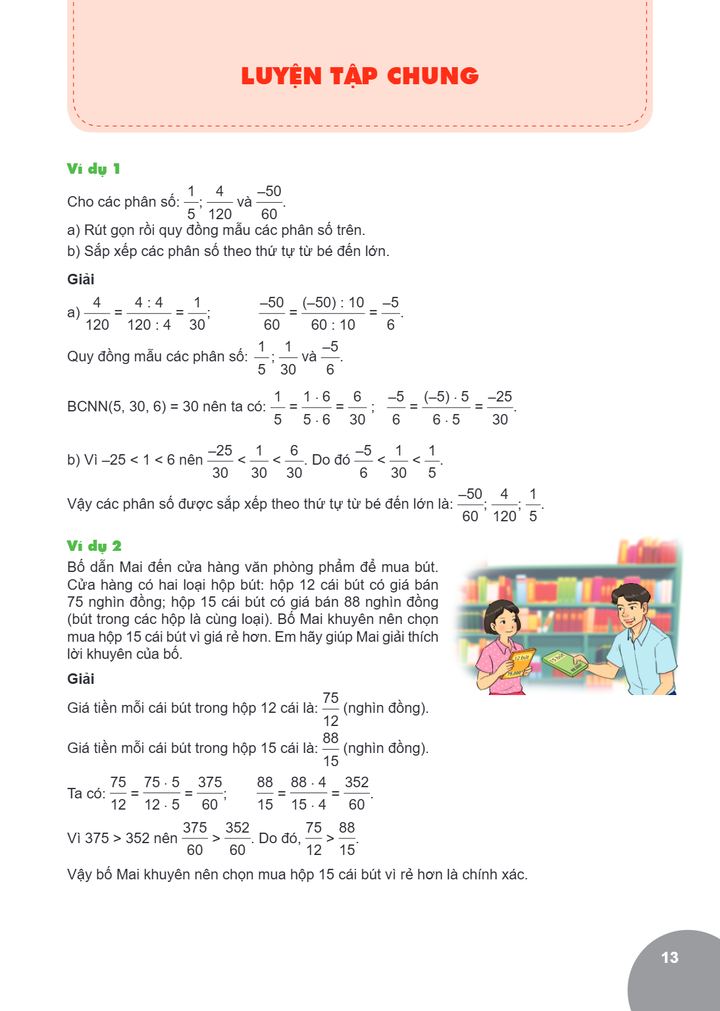 LUYỆN TẬP CHUNG
Ví dụ 1
Cho các phân số: 1/5; 4/120 và –50/60.
a) Rút gọn rồi quy đồng mẫu các phân số trên.
b) Sắp xếp các phân số theo thứ tự từ bé đến lớn.
Giải
a) 4/120 = (4 : 4)/(120 : 4) = 1/30; –50/60 = ((–50) : 10)/(60 : 10) = –5/6.
Quy đồng mẫu các phân số: 1/5; 1/30 và –5/6.
BCNN(5, 30, 6) = 30 nên ta có: 1/5 = (1 · 6)/(5 · 6) = 6/30; –5/6 = ((–5) · 5)/(6 · 5) = –25/30.
b) Vì –25 < 1 < 6 nên –25/30 < 1/30 < 6/30. Do đó –5/6 < 1/30 < 1/5.
Vậy các phân số được sắp xếp theo thứ tự từ bé đến lớn là: –50/60; 4/120; 1/5.
Ví dụ 2
Bố dẫn Mai đến cửa hàng văn phòng phẩm để mua bút.
Cửa hàng có hai loại hộp bút: hộp 12 cái bút có giá bán
75 nghìn đồng; hộp 15 cái bút có giá bán 88 nghìn đồng
(bút trong các hộp là cùng loại). Bố Mai khuyên nên chọn
mua hộp 15 cái bút vì giá rẻ hơn. Em hãy giúp Mai giải thích
lời khuyên của bố.
Giải
Giá tiền mỗi cái bút trong hộp 12 cái là: 75/12 (nghìn đồng).
Giá tiền mỗi cái bút trong hộp 15 cái là: 88/15 (nghìn đồng).
Ta có: 75/12 = (75 · 5)/(12 · 5) = 375/60; 88/15 = (88 · 4)/(15 · 4) = 352/60.
Vì 375 > 352 nên 375/60 > 352/60. Do đó, 75/12 > 88/15.
Vậy bố Mai khuyên nên chọn mua hộp 15 cái bút vì rẻ hơn là chính xác.
13